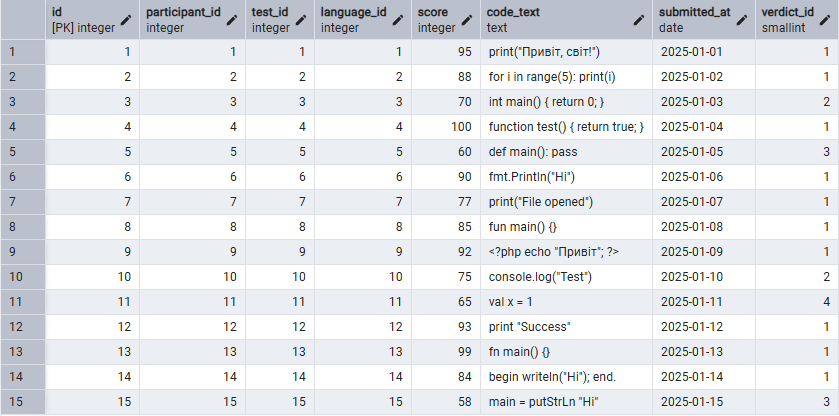 id participant_id test_id language_id score code_text submitted_at verdict_id
[PK] integer integer integer integer integer text date smallint
1 1 1 1 1 95 print("Привіт, світ!") 2025-01-01 1
2 2 2 2 2 88 for i in range(5): print(i) 2025-01-02 1
3 3 3 3 3 70 int main() { return 0; } 2025-01-03 2
4 4 4 4 4 100 function test() { return true; } 2025-01-04 1
5 5 5 5 5 60 def main(): pass 2025-01-05 3
6 6 6 6 6 90 fmt.Println("Hi") 2025-01-06 1
7 7 7 7 7 77 print("File opened") 2025-01-07 1
8 8 8 8 8 85 fun main() {} 2025-01-08 1
9 9 9 9 9 92 <?php echo "Привіт"; ?> 2025-01-09 1
10 10 10 10 10 75 console.log("Test") 2025-01-10 2
11 11 11 11 11 65 val x = 1 2025-01-11 4
12 12 12 12 12 93 print "Success" 2025-01-12 1
13 13 13 13 13 99 fn main() {} 2025-01-13 1
14 14 14 14 14 84 begin writeln("Hi"); end. 2025-01-14 1
15 15 15 15 15 58 main = putStrLn "Hi" 2025-01-15 3